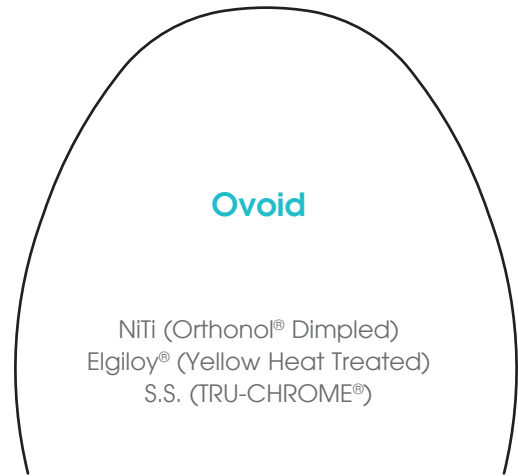 Ovoid
NiTi (Orthonol® Dimpled)
Elgiloy® (Yellow Heat Treated)
S.S. (TRU-CHROME®)